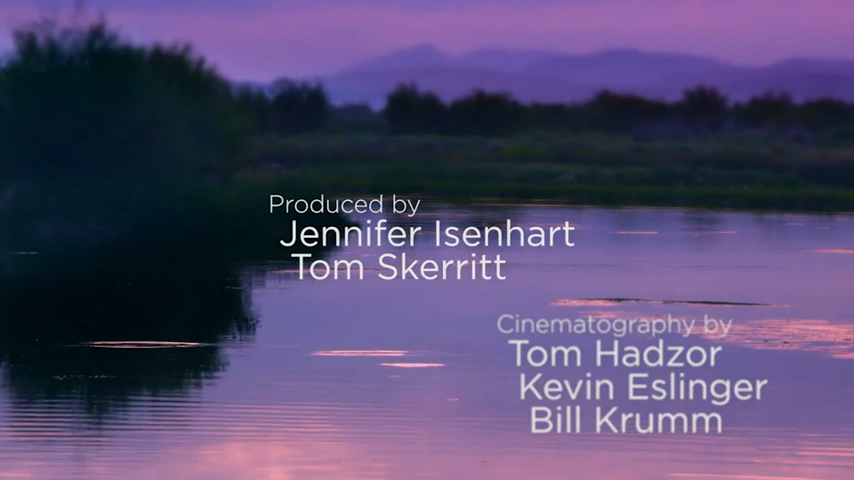 Produced by
Jennifer Isenhart
Tom Skerritt
Cinematography by
Tom Hadzor
Kevin Eslinger
Bill Krumm